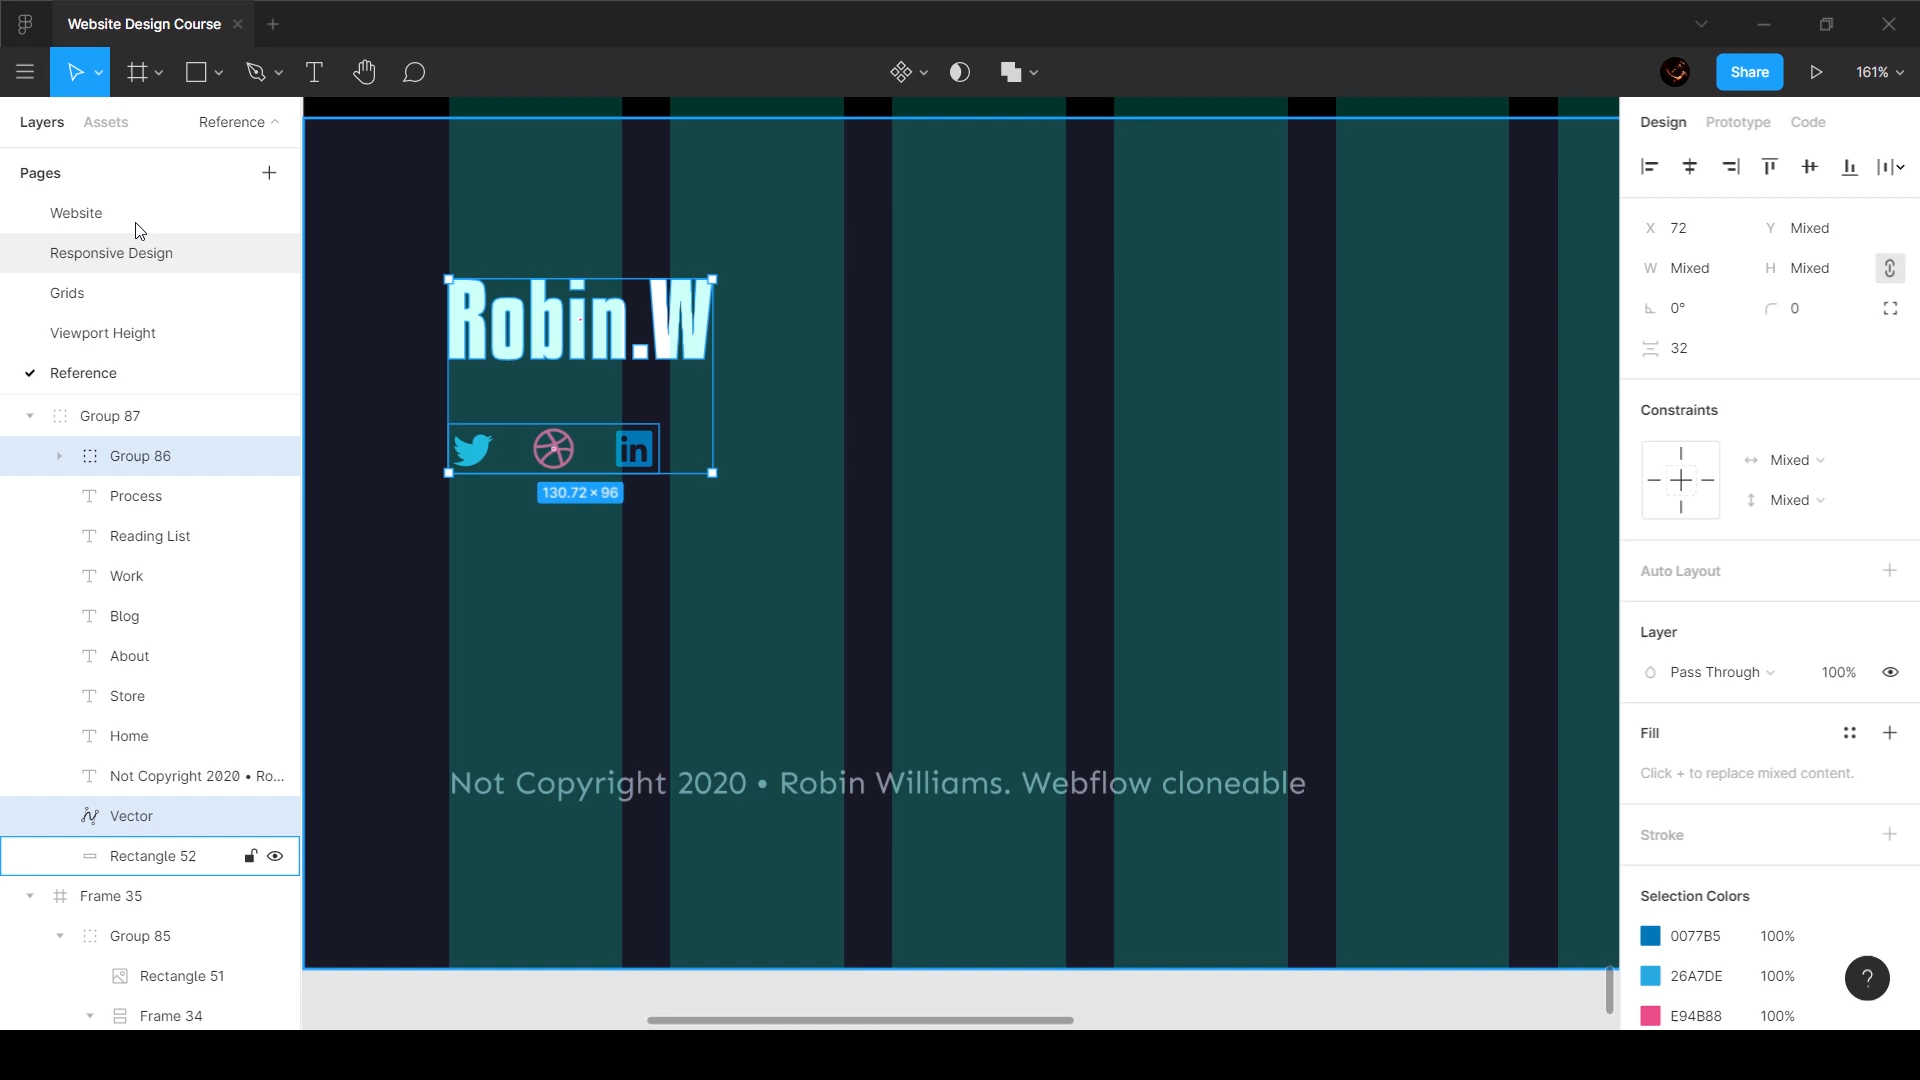 Website Design Course
Share
161%
Layers Assets Reference
Pages
Website
Responsive Design
Grids
Viewport Height
Reference
Group 87
Group 86
Process
Reading List
Work
Blog
About
Store
Home
Not Copyright 2020 • Ro...
Vector
Rectangle 52
Frame 35
Group 85
Rectangle 51
Frame 34
Robin.W
in
130.72 × 96
Not Copyright 2020 • Robin Williams. Webflow cloneable
Design Prototype Code
X 72 Y Mixed
W Mixed H Mixed
0° 0
32
Constraints
Mixed
Mixed
Auto Layout
Layer
Pass Through 100%
Fill
Click + to replace mixed content.
Stroke
Selection Colors
0077B5 100%
26A7DE 100%
E94B88 100%
?